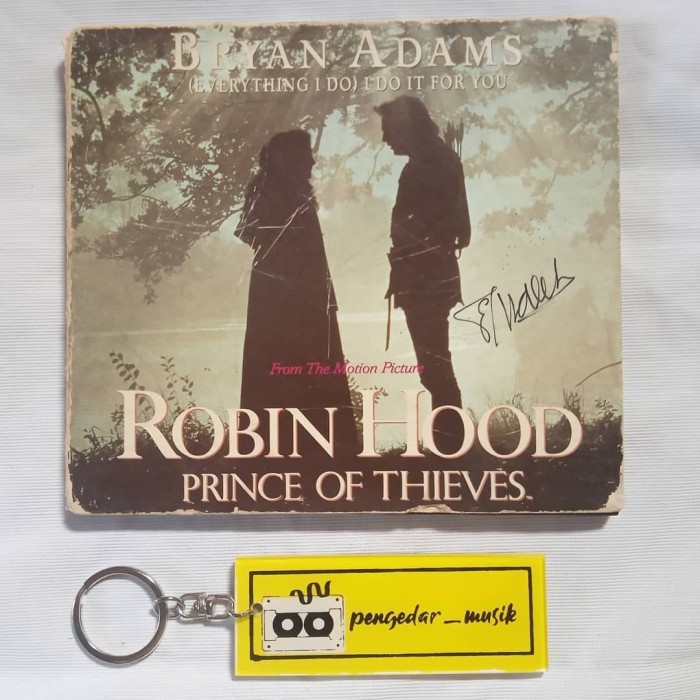 BRYAN ADAMS
(EVERYTHING I DO) I DO IT FOR YOU
From The Motion Picture
ROBIN HOOD
PRINCE OF THIEVES
pengedar_musik